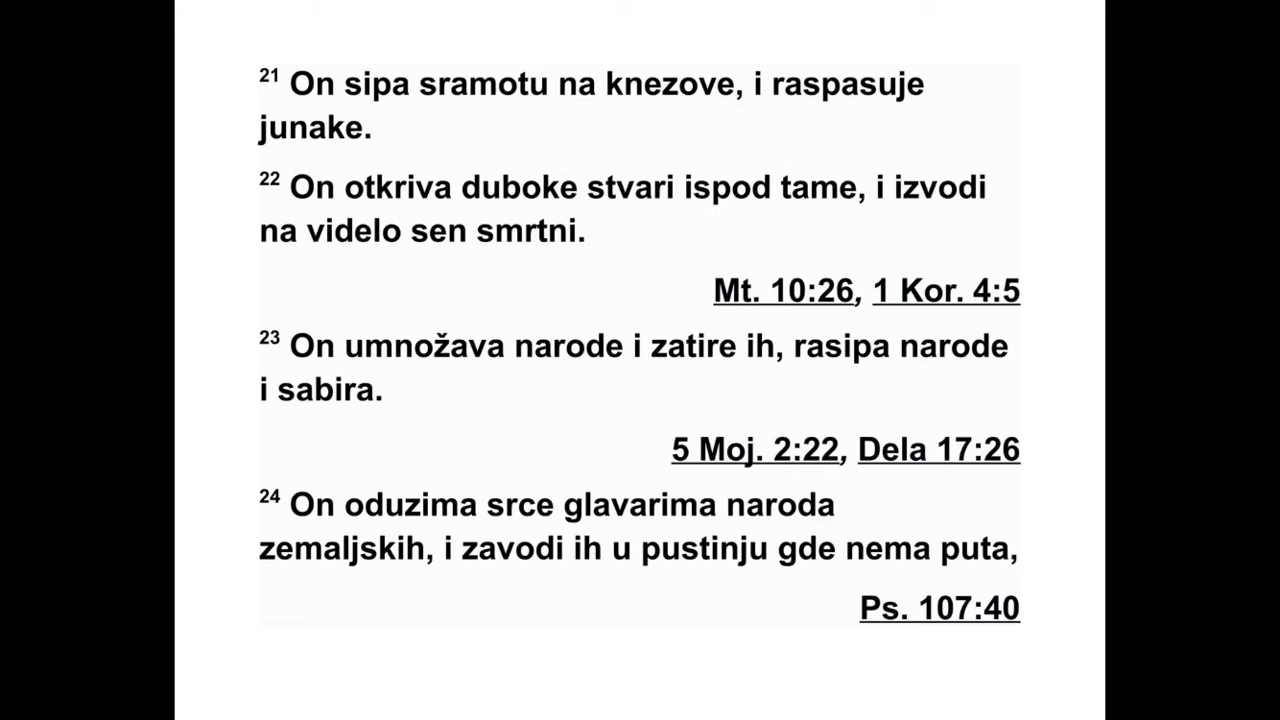 21 On sipa sramotu na knezove, i raspasuje
junake.
22 On otkriva duboke stvari ispod tame, i izvodi
na videlo sen smrtni.
Mt. 10:26, 1 Kor. 4:5
23 On umnožava narode i zatire ih, rasipa narode
i sabira.
5 Moj. 2:22, Dela 17:26
24 On oduzima srce glavarima naroda
zemaljskih, i zavodi ih u pustinju gde nema puta,
Ps. 107:40